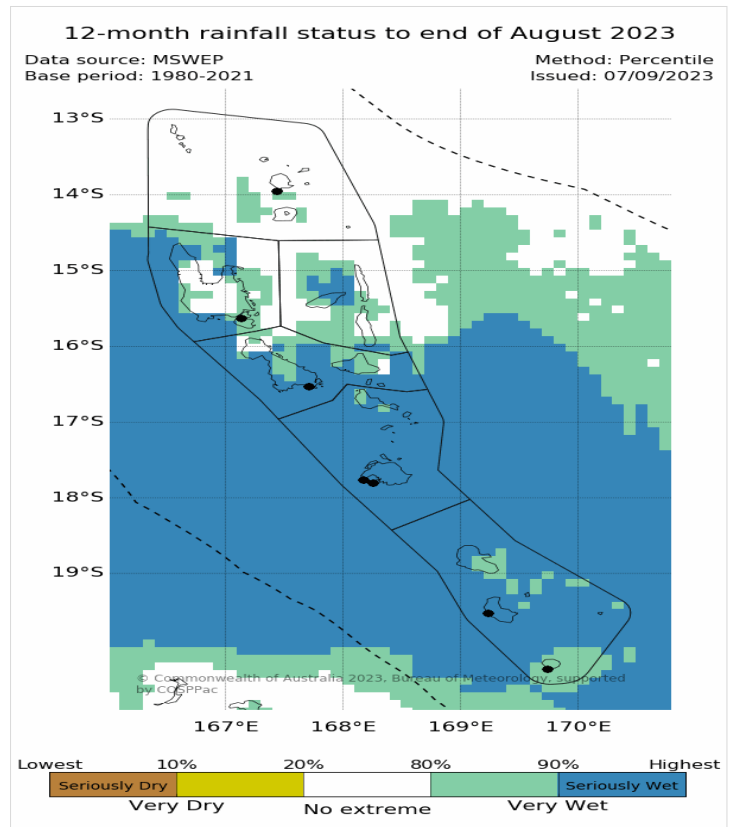 12-month rainfall status to end of August 2023
Data source: MSWEP
Method: Percentile
Base period: 1980-2021
Issued: 07/09/2023
13°S
14°S
15°S
16°S
17°S
18°S
19°S
© Commonwealth of Australia 2023, Bureau of Meteorology, supported
by COSPPac
167°E 168°E 169°E 170°E
Lowest 10% 20% 80% 90% Highest
Seriously Dry Seriously Wet
Very Dry No extreme Very Wet